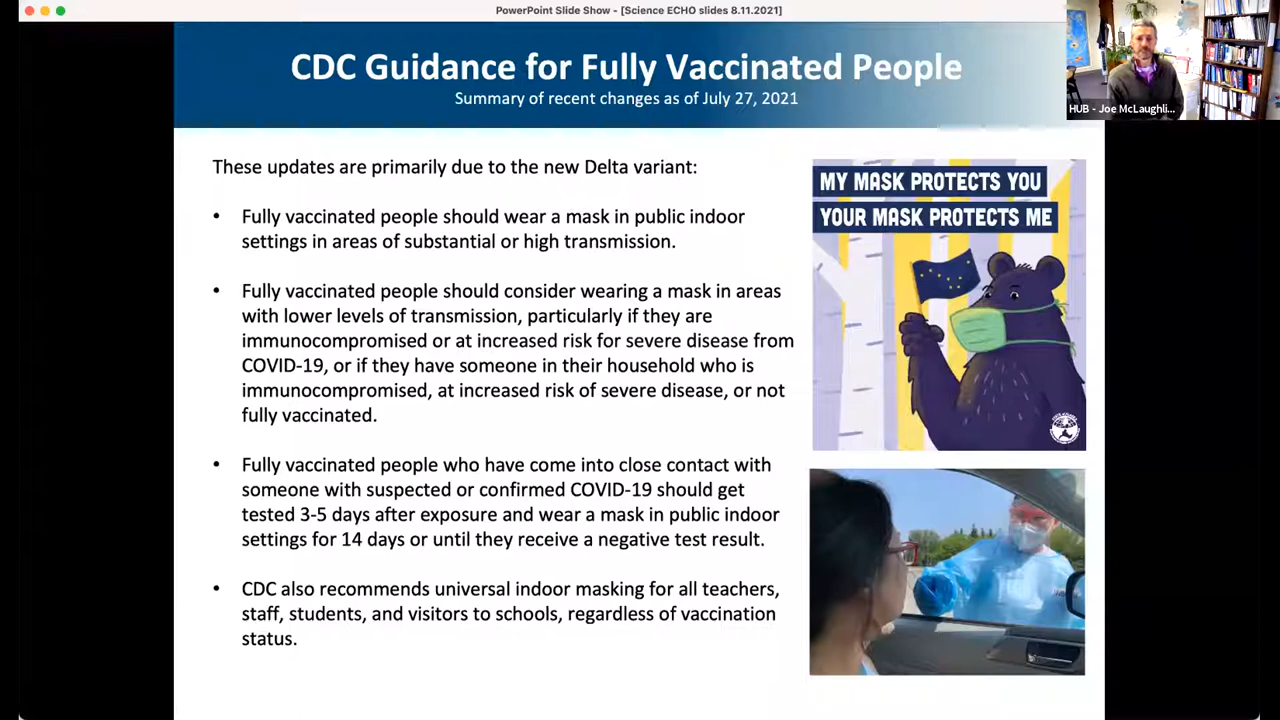 PowerPoint Slide Show - [Science ECHO slides 8.11.2021]
CDC Guidance for Fully Vaccinated People
Summary of recent changes as of July 27, 2021
HUB - Joe McLaughli...
These updates are primarily due to the new Delta variant:
• Fully vaccinated people should wear a mask in public indoor
settings in areas of substantial or high transmission.
• Fully vaccinated people should consider wearing a mask in areas
with lower levels of transmission, particularly if they are
immunocompromised or at increased risk for severe disease from
COVID-19, or if they have someone in their household who is
immunocompromised, at increased risk of severe disease, or not
fully vaccinated.
• Fully vaccinated people who have come into close contact with
someone with suspected or confirmed COVID-19 should get
tested 3-5 days after exposure and wear a mask in public indoor
settings for 14 days or until they receive a negative test result.
• CDC also recommends universal indoor masking for all teachers,
staff, students, and visitors to schools, regardless of vaccination
status.
MY MASK PROTECTS YOU
YOUR MASK PROTECTS ME